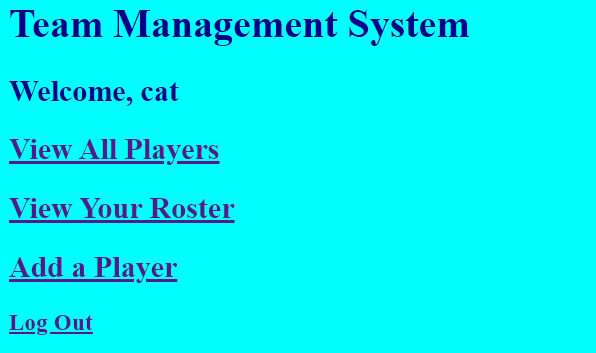 Team Management System
Welcome, cat
View All Players
View Your Roster
Add a Player
Log Out